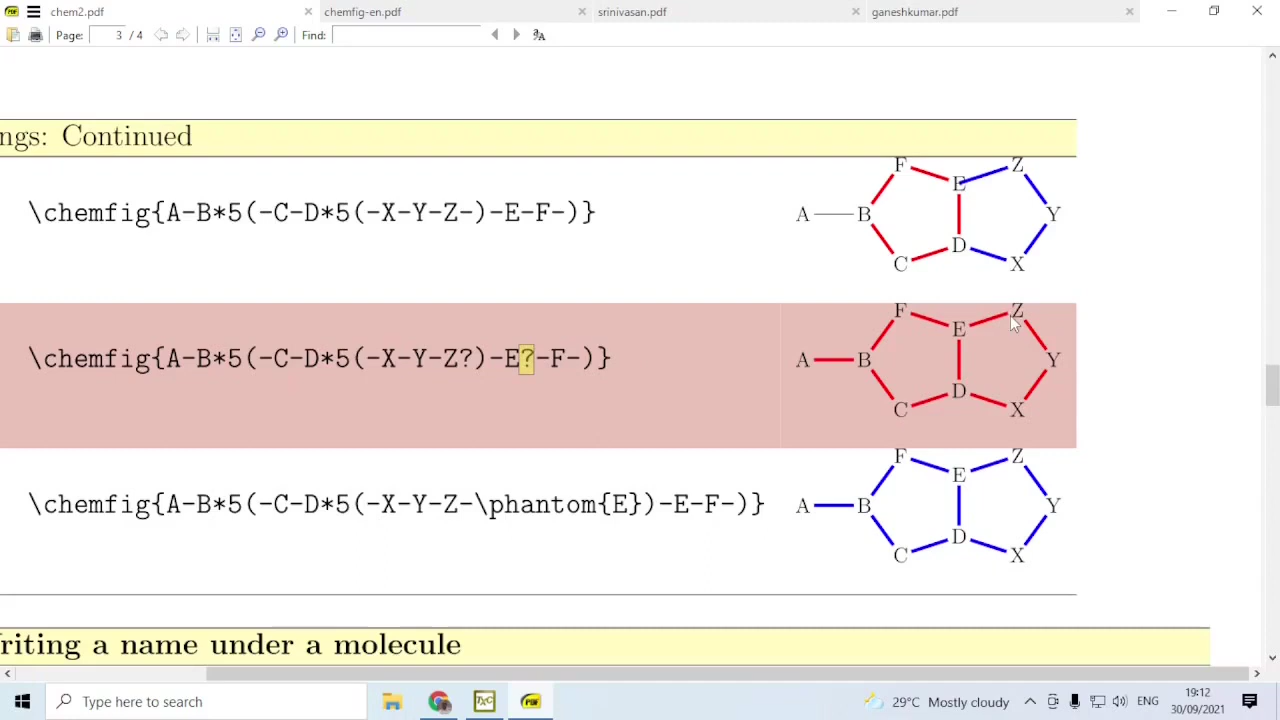 chem2.pdf chemfig-en.pdf srinivasan.pdf ganeshkumar.pdf
Page: 3 / 4 Find:
ngs: Continued
\chemfig{A-B*5(-C-D*5(-X-Y-Z-)-E-F-)}
F E Z
A B Y
C D X
\chemfig{A-B*5(-C-D*5(-X-Y-Z?)-E?-F-)}
F E Z
A B Y
C D X
\chemfig{A-B*5(-C-D*5(-X-Y-Z-\phantom{E})-E-F-)}
F E Z
A B Y
C D X
riting a name under a molecule
Type here to search
PDF
29°C Mostly cloudy ENG 19:12
30/09/2021